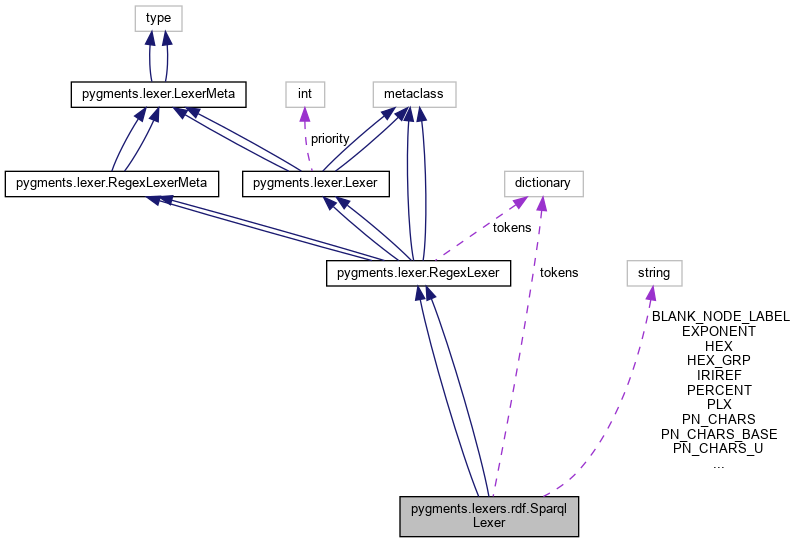 type
pygments.lexer.LexerMeta
int
metaclass
priority
pygments.lexer.RegexLexerMeta
pygments.lexer.Lexer
dictionary
tokens
pygments.lexer.RegexLexer
tokens
string
BLANK_NODE_LABEL
EXPONENT
HEX
HEX_GRP
IRIREF
PERCENT
PLX
PN_CHARS
PN_CHARS_BASE
PN_CHARS_U
...
pygments.lexers.rdf.Sparql
Lexer